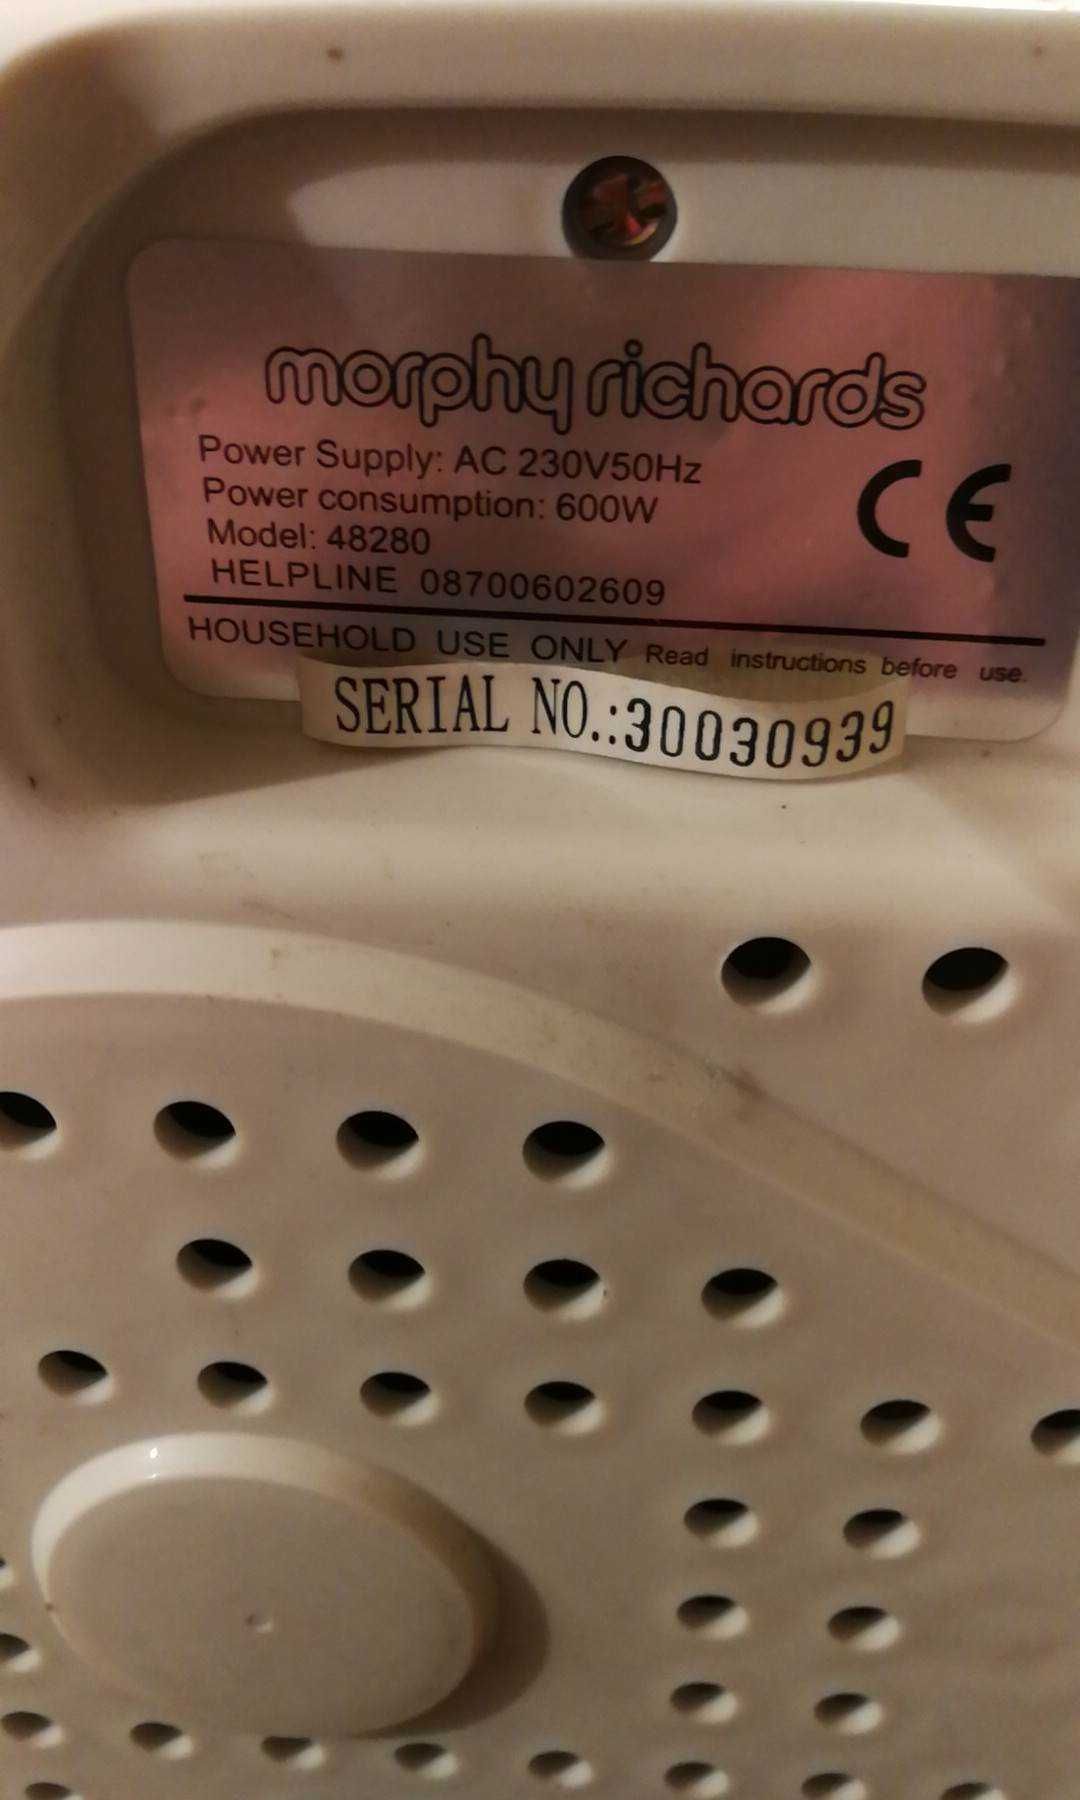 morphy richards
Power Supply: AC 230V50Hz
Power consumption: 600W
Model: 48280
HELPLINE 08700602609
CE
HOUSEHOLD USE ONLY Read instructions before use.
SERIAL NO.:30030939